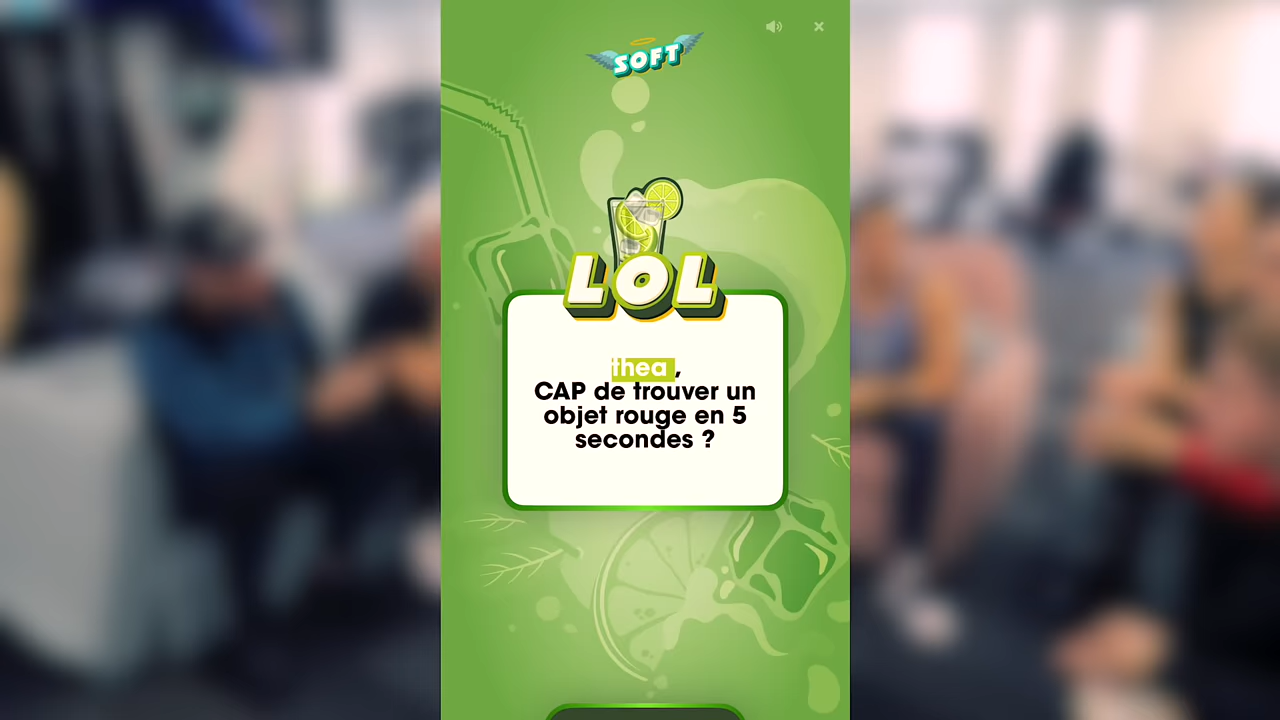 SOFT
LOL
thea,
CAP de trouver un
objet rouge en 5
secondes ?